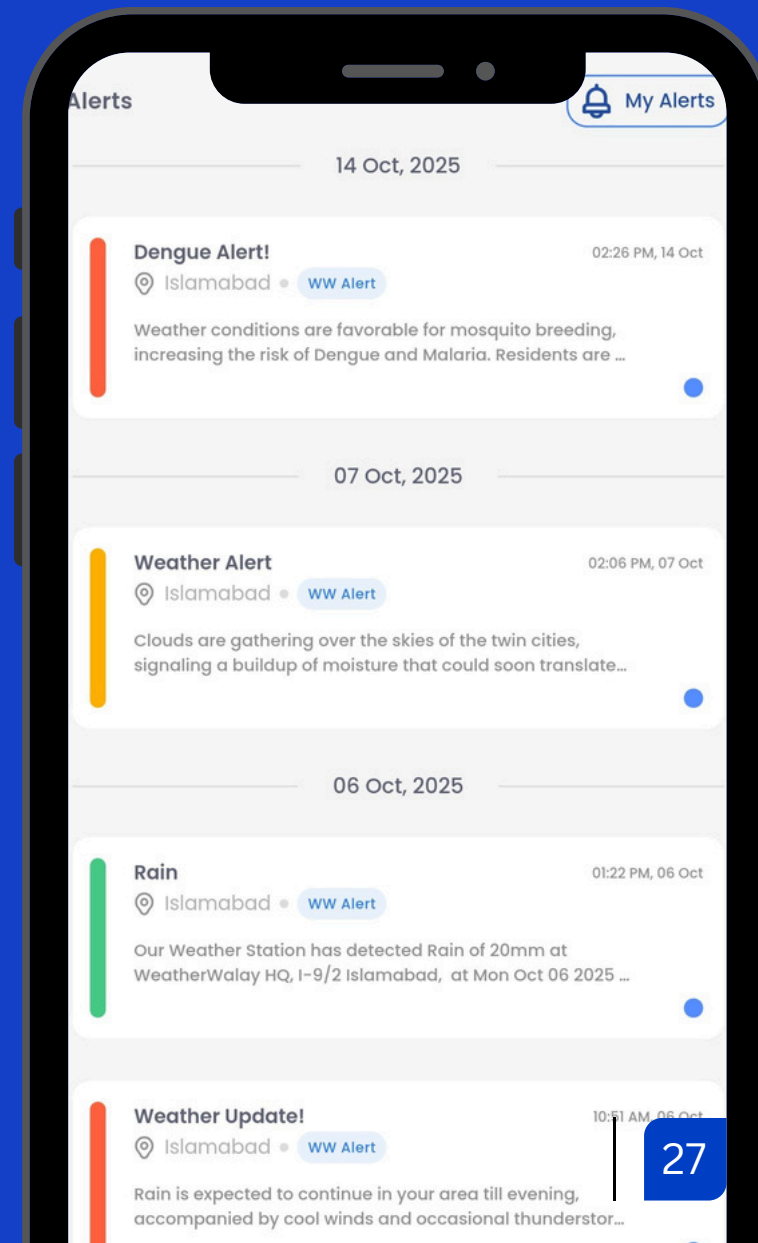 Alerts
My Alerts
14 Oct, 2025
Dengue Alert!
02:26 PM, 14 Oct
Islamabad
WW Alert
Weather conditions are favorable for mosquito breeding,
increasing the risk of Dengue and Malaria. Residents are ...
07 Oct, 2025
Weather Alert
02:06 PM, 07 Oct
Islamabad
WW Alert
Clouds are gathering over the skies of the twin cities,
signaling a buildup of moisture that could soon translate...
06 Oct, 2025
Rain
01:22 PM, 06 Oct
Islamabad
WW Alert
Our Weather Station has detected Rain of 20mm at
WeatherWalay HQ, I-9/2 Islamabad, at Mon Oct 06 2025 ...
Weather Update!
10:51 AM, 06 Oct
Islamabad
WW Alert
27
Rain is expected to continue in your area till evening,
accompanied by cool winds and occasional thunderstor...